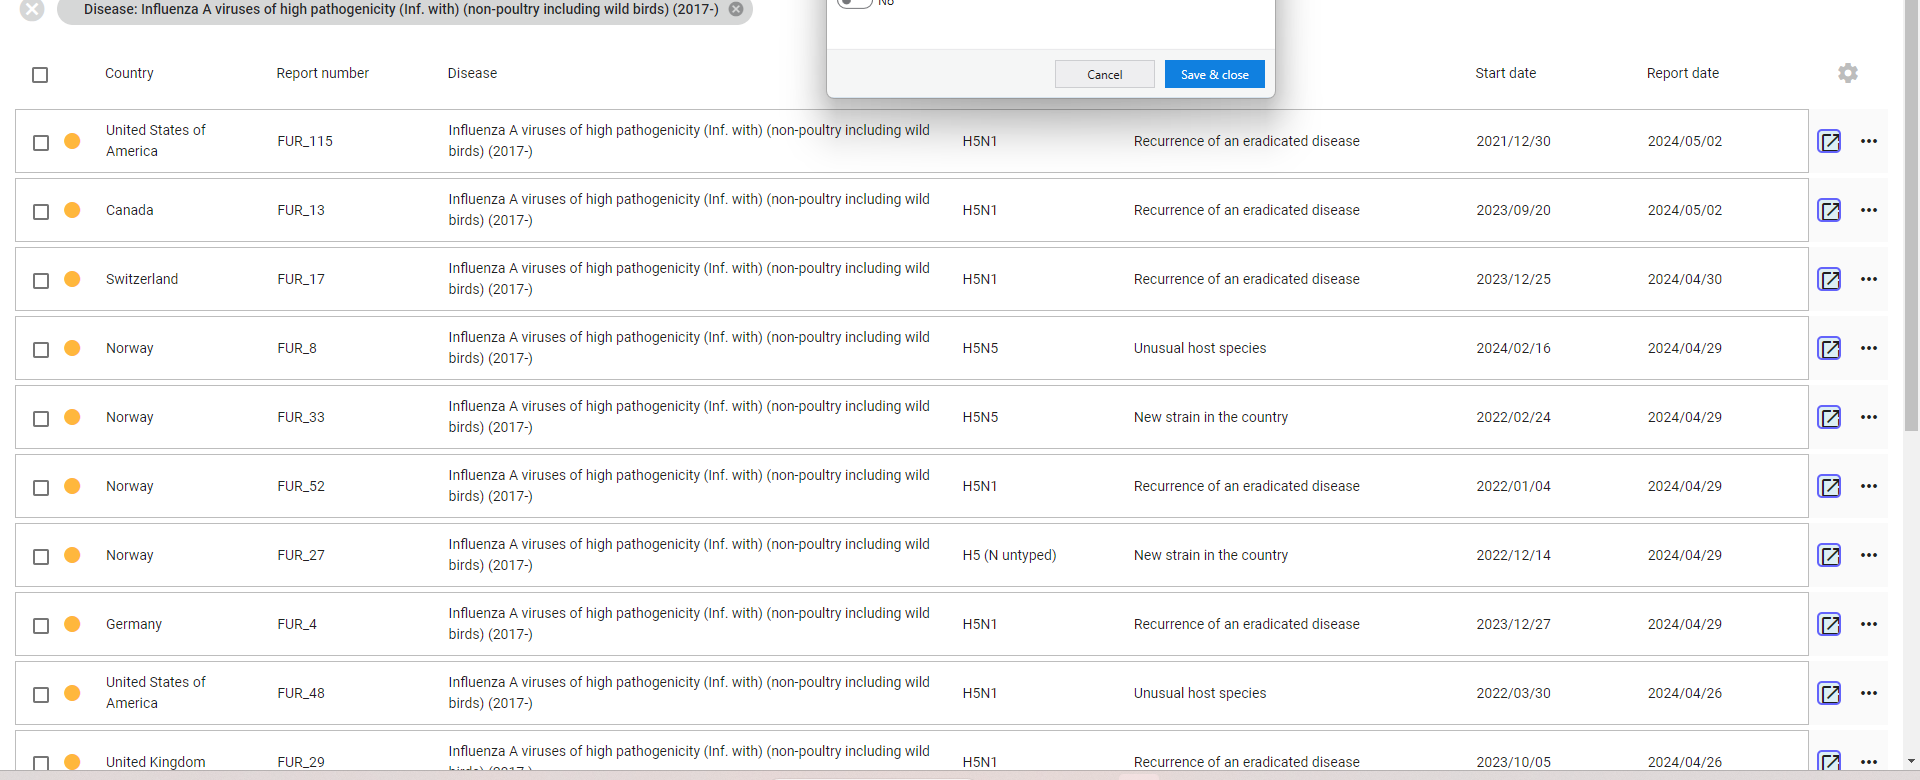 Disease: Influenza A viruses of high pathogenicity (Inf. with) (non-poultry including wild birds) (2017-)
No
Cancel
Save & close
Country Report number Disease Start date Report date
United States of
America
FUR_115
Influenza A viruses of high pathogenicity (Inf. with) (non-poultry including wild
birds) (2017-)
H5N1
Recurrence of an eradicated disease
2021/12/30
2024/05/02
Canada
FUR_13
Influenza A viruses of high pathogenicity (Inf. with) (non-poultry including wild
birds) (2017-)
H5N1
Recurrence of an eradicated disease
2023/09/20
2024/05/02
Switzerland
FUR_17
Influenza A viruses of high pathogenicity (Inf. with) (non-poultry including wild
birds) (2017-)
H5N1
Recurrence of an eradicated disease
2023/12/25
2024/04/30
Norway
FUR_8
Influenza A viruses of high pathogenicity (Inf. with) (non-poultry including wild
birds) (2017-)
H5N5
Unusual host species
2024/02/16
2024/04/29
Norway
FUR_33
Influenza A viruses of high pathogenicity (Inf. with) (non-poultry including wild
birds) (2017-)
H5N5
New strain in the country
2022/02/24
2024/04/29
Norway
FUR_52
Influenza A viruses of high pathogenicity (Inf. with) (non-poultry including wild
birds) (2017-)
H5N1
Recurrence of an eradicated disease
2022/01/04
2024/04/29
Norway
FUR_27
Influenza A viruses of high pathogenicity (Inf. with) (non-poultry including wild
birds) (2017-)
H5 (N untyped)
New strain in the country
2022/12/14
2024/04/29
Germany
FUR_4
Influenza A viruses of high pathogenicity (Inf. with) (non-poultry including wild
birds) (2017-)
H5N1
Recurrence of an eradicated disease
2023/12/27
2024/04/29
United States of
America
FUR_48
Influenza A viruses of high pathogenicity (Inf. with) (non-poultry including wild
birds) (2017-)
H5N1
Unusual host species
2022/03/30
2024/04/26
United Kingdom
FUR_29
Influenza A viruses of high pathogenicity (Inf. with) (non-poultry including wild
H5N1
Recurrence of an eradicated disease
2023/10/05
2024/04/26